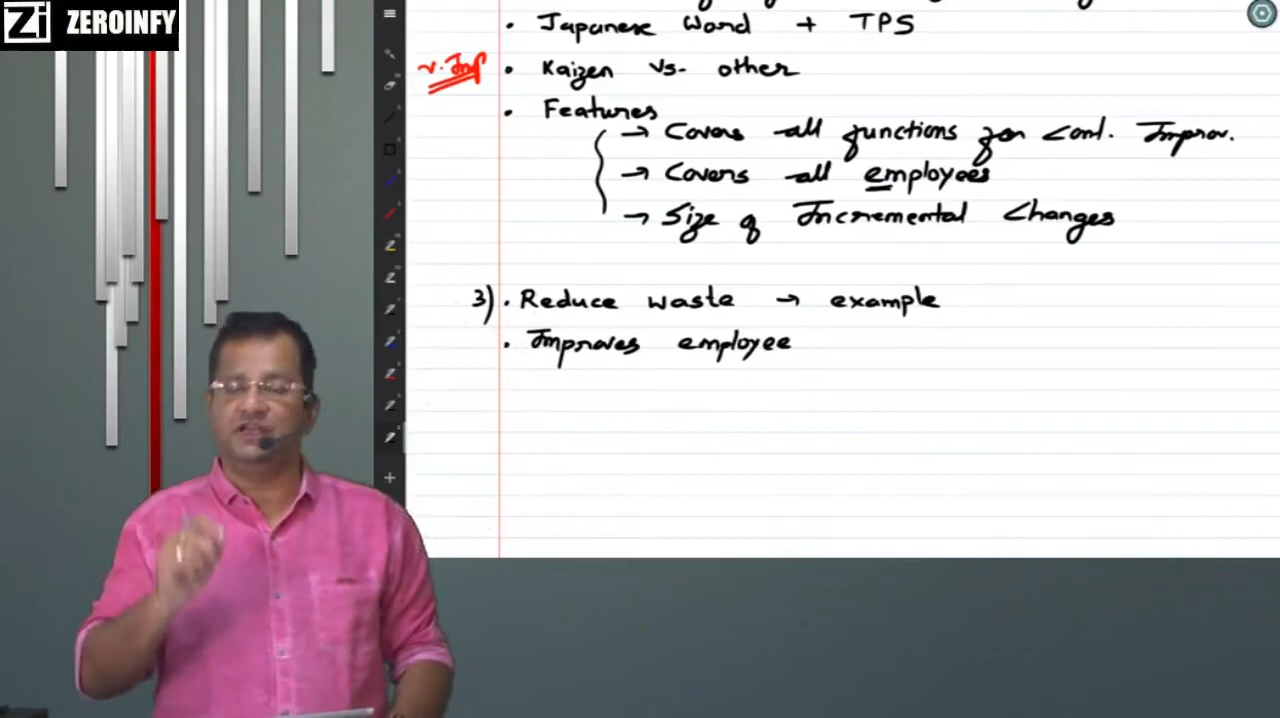 Zi ZEROINFY
• Japanese Word + TPS
v. Imp • Kaizen vs. other
• Features
→ Covers all functions for Cont. Improv.
→ Covers all employees
→ Size of Incremental Changes
3) • Reduce waste → example
• Improves employee